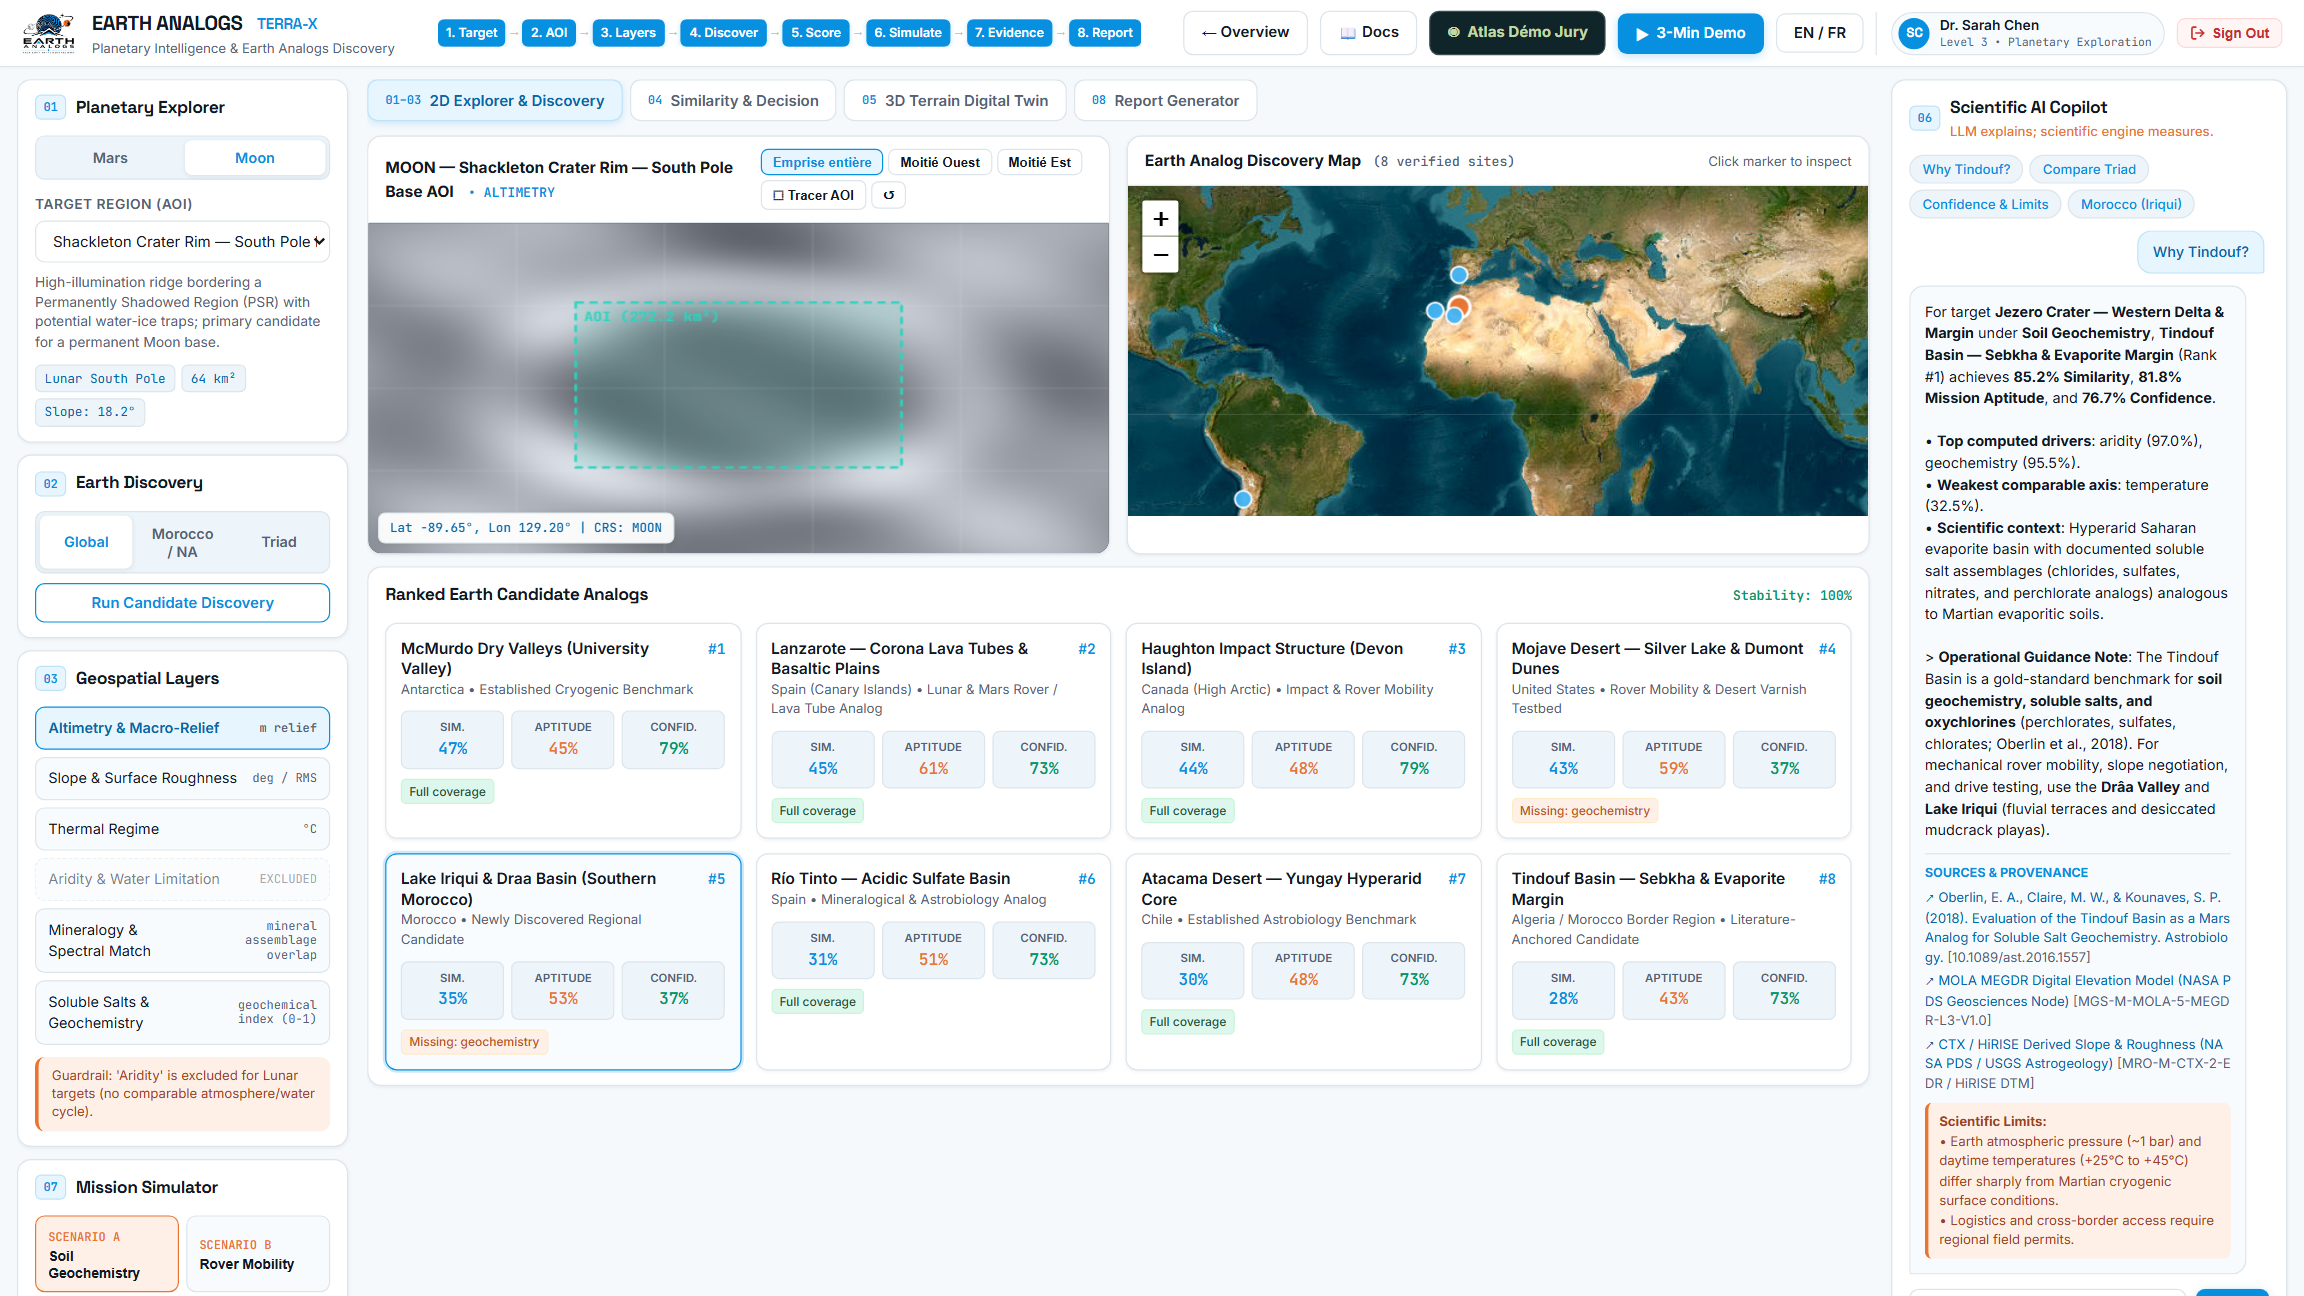 EARTH ANALOGS
EARTH ANALOGS TERRA-X
Planetary Intelligence & Earth Analogs Discovery
1. Target → 2. AOI → 3. Layers → 4. Discover → 5. Score → 6. Simulate → 7. Evidence → 8. Report
← Overview
📖 Docs
Atlas Démo Jury
▶ 3-Min Demo
EN / FR
SC
Dr. Sarah Chen
Level 3 • Planetary Exploration
Sign Out
01 Planetary Explorer
Mars
Moon
TARGET REGION (AOI)
Shackleton Crater Rim — South Pole
High-illumination ridge bordering a
Permanently Shadowed Region (PSR) with
potential water-ice traps; primary candidate
for a permanent Moon base.
Lunar South Pole
64 km²
Slope: 18.2°
02 Earth Discovery
Global
Morocco
/ NA
Triad
Run Candidate Discovery
03 Geospatial Layers
Altimetry & Macro-Relief m relief
Slope & Surface Roughness deg / RMS
Thermal Regime °C
Aridity & Water Limitation EXCLUDED
Mineralogy &
Spectral Match
mineral
assemblage
overlap
Soluble Salts &
Geochemistry
geochemical
index (0-1)
Guardrail: 'Aridity' is excluded for Lunar
targets (no comparable atmosphere/water
cycle).
07 Mission Simulator
SCENARIO A
Soil
Geochemistry
SCENARIO B
Rover Mobility
01-03 2D Explorer & Discovery
04 Similarity & Decision
05 3D Terrain Digital Twin
08 Report Generator
MOON — Shackleton Crater Rim — South Pole
Base AOI • ALTIMETRY
Emprise entière
Moitié Ouest
Moitié Est
☐ Tracer AOI
↺
AOI (273.2 km²)
Lat -89.65°, Lon 129.20° | CRS: MOON
Earth Analog Discovery Map (8 verified sites)
Click marker to inspect
+
−
Ranked Earth Candidate Analogs
Stability: 100%
McMurdo Dry Valleys (University
Valley)
#1
Antarctica • Established Cryogenic Benchmark
SIM. 47%
APTITUDE 45%
CONFID. 79%
Full coverage
Lanzarote — Corona Lava Tubes &
Basaltic Plains
#2
Spain (Canary Islands) • Lunar & Mars Rover /
Lava Tube Analog
SIM. 45%
APTITUDE 61%
CONFID. 73%
Full coverage
Haughton Impact Structure (Devon
Island)
#3
Canada (High Arctic) • Impact & Rover Mobility
Analog
SIM. 44%
APTITUDE 48%
CONFID. 79%
Full coverage
Mojave Desert — Silver Lake & Dumont
Dunes
#4
United States • Rover Mobility & Desert Varnish
Testbed
SIM. 43%
APTITUDE 59%
CONFID. 37%
Missing: geochemistry
Lake Iriqui & Draa Basin (Southern
Morocco)
#5
Morocco • Newly Discovered Regional
Candidate
SIM. 35%
APTITUDE 53%
CONFID. 37%
Missing: geochemistry
Río Tinto — Acidic Sulfate Basin
#6
Spain • Mineralogical & Astrobiology Analog
SIM. 31%
APTITUDE 51%
CONFID. 73%
Full coverage
Atacama Desert — Yungay Hyperarid
Core
#7
Chile • Established Astrobiology Benchmark
SIM. 30%
APTITUDE 48%
CONFID. 73%
Full coverage
Tindouf Basin — Sebkha & Evaporite
Margin
#8
Algeria / Morocco Border Region • Literature-
Anchored Candidate
SIM. 28%
APTITUDE 43%
CONFID. 73%
Full coverage
06 Scientific AI Copilot
LLM explains; scientific engine measures.
Why Tindouf?
Compare Triad
Confidence & Limits
Morocco (Iriqui)
Why Tindouf?
For target Jezero Crater — Western Delta &
Margin under Soil Geochemistry, Tindouf
Basin — Sebkha & Evaporite Margin (Rank
#1) achieves 85.2% Similarity, 81.8%
Mission Aptitude, and 76.7% Confidence.
• Top computed drivers: aridity (97.0%),
geochemistry (95.5%).
• Weakest comparable axis: temperature
(32.5%).
• Scientific context: Hyperarid Saharan
evaporite basin with documented soluble
salt assemblages (chlorides, sulfates,
nitrates, and perchlorate analogs) analogous
to Martian evaporitic soils.
> Operational Guidance Note: The Tindouf
Basin is a gold-standard benchmark for soil
geochemistry, soluble salts, and
oxychlorines (perchlorates, sulfates,
chlorates; Oberlin et al., 2018). For
mechanical rover mobility, slope negotiation,
and drive testing, use the Drâa Valley and
Lake Iriqui (fluvial terraces and desiccated
mudcrack playas).
SOURCES & PROVENANCE
↗ Oberlin, E. A., Claire, M. W., & Kounaves, S. P.
(2018). Evaluation of the Tindouf Basin as a Mars
Analog for Soluble Salt Geochemistry. Astrobiolo
gy. [10.1089/ast.2016.1557]
↗ MOLA MEGDR Digital Elevation Model (NASA P
DS Geosciences Node) [MGS-M-MOLA-5-MEGD
R-L3-V1.0]
↗ CTX / HiRISE Derived Slope & Roughness (NA
SA PDS / USGS Astrogeology) [MRO-M-CTX-2-E
DR / HiRISE DTM]
Scientific Limits:
• Earth atmospheric pressure (~1 bar) and
daytime temperatures (+25°C to +45°C)
differ sharply from Martian cryogenic
surface conditions.
• Logistics and cross-border access require
regional field permits.